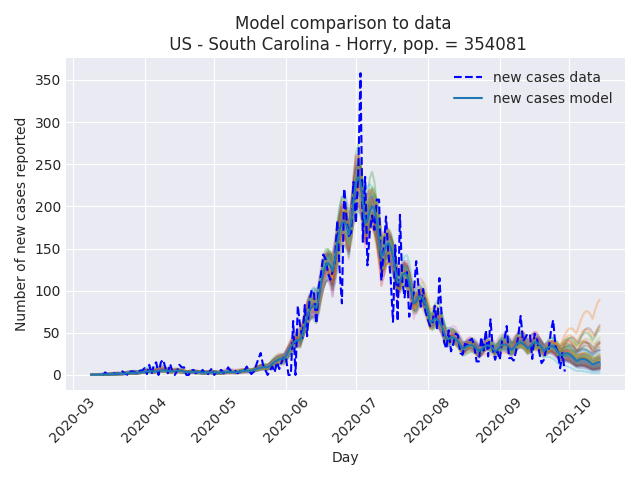 Model comparison to data
US - South Carolina - Horry, pop. = 354081
new cases data
new cases model
Number of new cases reported
350
300
250
200
150
100
50
0
2020-03
2020-04
2020-05
2020-06
2020-07
2020-08
2020-09
2020-10
Day